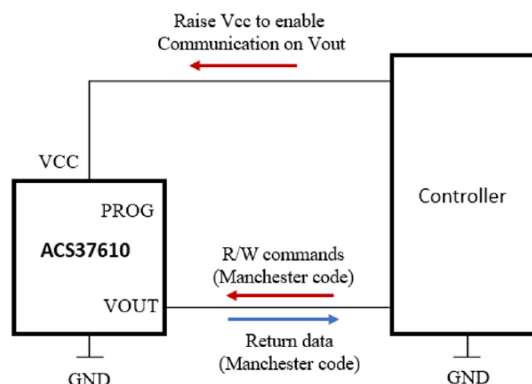 Raise Vcc to enable
Communication on Vout
VCC
PROG
ACS37610
VOUT
GND
R/W commands
(Manchester code)
Return data
(Manchester code)
Controller
GND